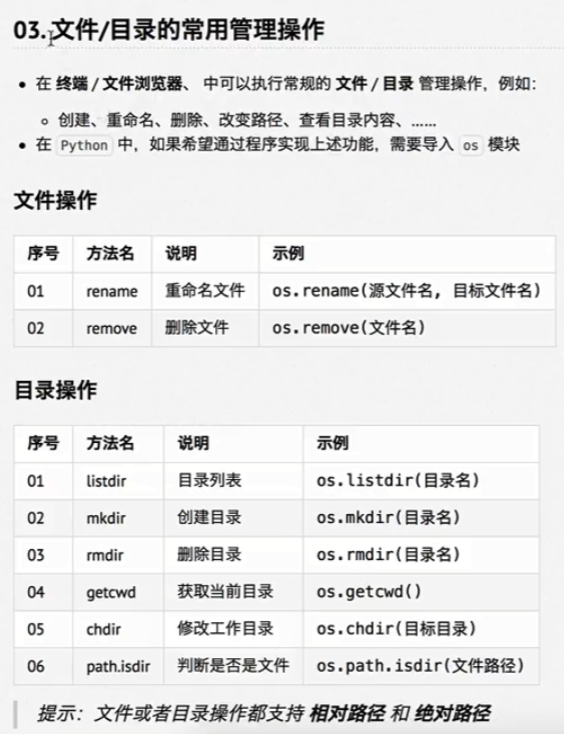 03.文件/目录的常用管理操作
在 终端 / 文件浏览器、 中可以执行常规的 文件 / 目录 管理操作，例如：
创建、重命名、删除、改变路径、查看目录内容、……
在 Python 中，如果希望通过程序实现上述功能，需要导入 os 模块
文件操作
序号 方法名 说明 示例
01 rename 重命名文件 os.rename(源文件名, 目标文件名)
02 remove 删除文件 os.remove(文件名)
目录操作
序号 方法名 说明 示例
01 listdir 目录列表 os.listdir(目录名)
02 mkdir 创建目录 os.mkdir(目录名)
03 rmdir 删除目录 os.rmdir(目录名)
04 getcwd 获取当前目录 os.getcwd()
05 chdir 修改工作目录 os.chdir(目标目录)
06 path.isdir 判断是否是文件 os.path.isdir(文件路径)
提示：文件或者目录操作都支持 相对路径 和 绝对路径